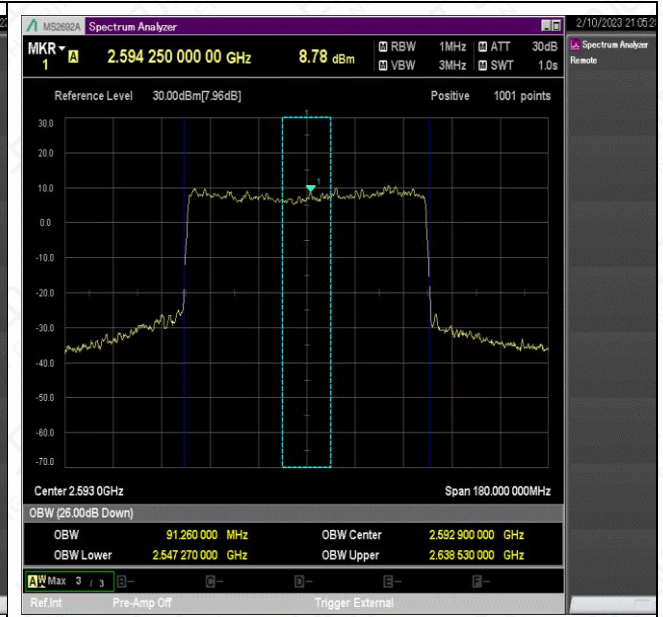 MS2692A Spectrum Analyzer
2/10/2023 21:05:2
MKR 1 A 2.594 250 000 00 GHz 8.78 dBm
M RBW 1MHz M ATT 30dB
M VBW 3MHz M SWT 1.0s
Spectrum Analyzer
Remote
Reference Level 30.00dBm[7.96dB] Positive 1001 points
1
30.0
20.0
10.0
1
0.0
-10.0
-20.0
-30.0
-40.0
-50.0
-60.0
-70.0
Center 2.593 0GHz Span 180.000 000MHz
OBW (26.00dB Down)
OBW 91.260 000 MHz OBW Center 2.592 900 000 GHz
OBW Lower 2.547 270 000 GHz OBW Upper 2.638 530 000 GHz
A W Max 3 / 3 B- C- D- E- F-
Ref.Int Pre-Amp Off Trigger External